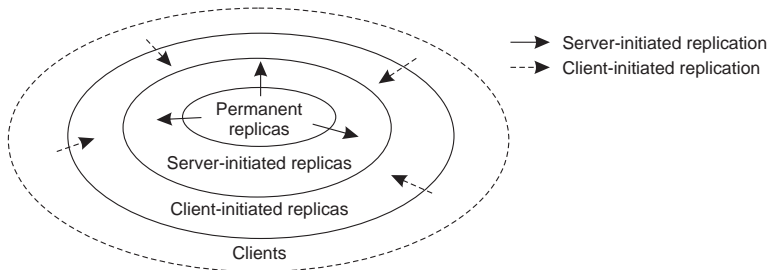 Server-initiated replication
Client-initiated replication
Permanent
replicas
Server-initiated replicas
Client-initiated replicas
Clients